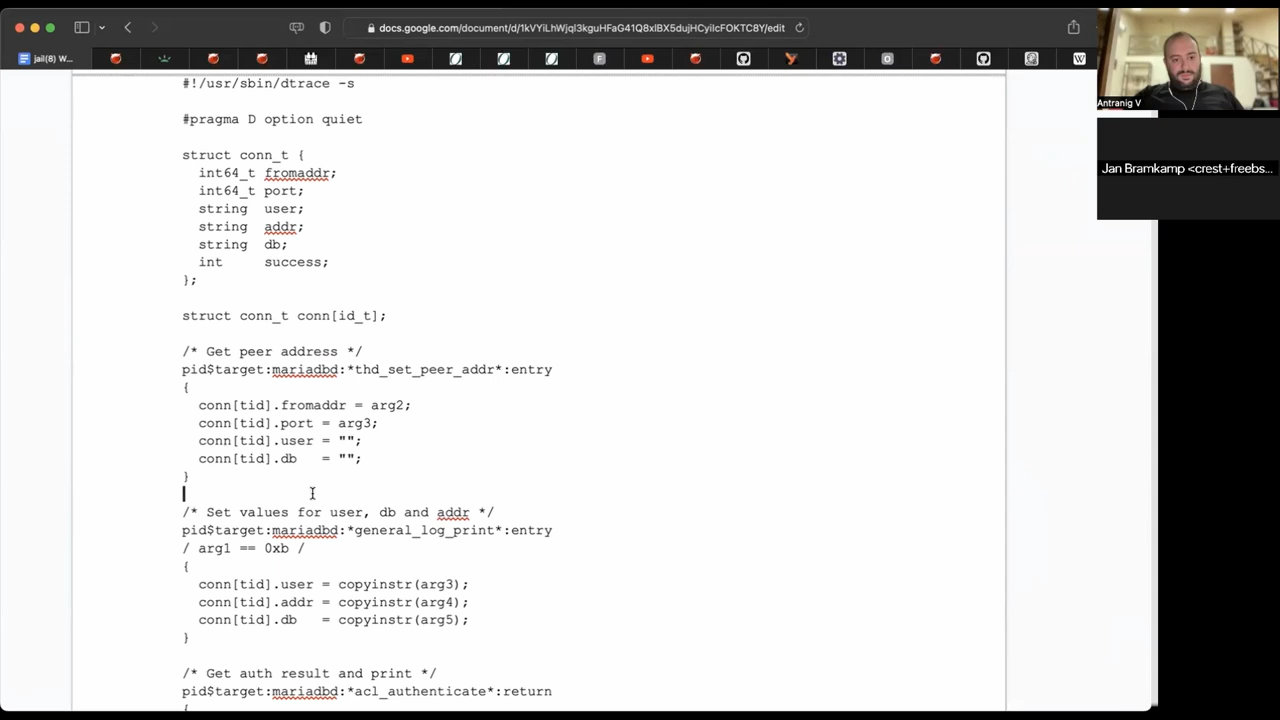 docs.google.com/document/d/1kVYiLhWjqI3kguHFaG41Q8xlBX5dujHCyiIcFOKTC8Y/edit
jail(8) W...
#!/usr/sbin/dtrace -s
#pragma D option quiet
struct conn_t {
int64_t fromaddr;
int64_t port;
string user;
string addr;
string db;
int success;
};
struct conn_t conn[id_t];
/* Get peer address */
pid$target:mariadbd:*thd_set_peer_addr*:entry
{
conn[tid].fromaddr = arg2;
conn[tid].port = arg3;
conn[tid].user = "";
conn[tid].db = "";
}
/* Set values for user, db and addr */
pid$target:mariadbd:*general_log_print*:entry
/ arg1 == 0xb /
{
conn[tid].user = copyinstr(arg3);
conn[tid].addr = copyinstr(arg4);
conn[tid].db = copyinstr(arg5);
}
/* Get auth result and print */
pid$target:mariadbd:*acl_authenticate*:return
{
Antranig V
Jan Bramkamp <crest+freebs...